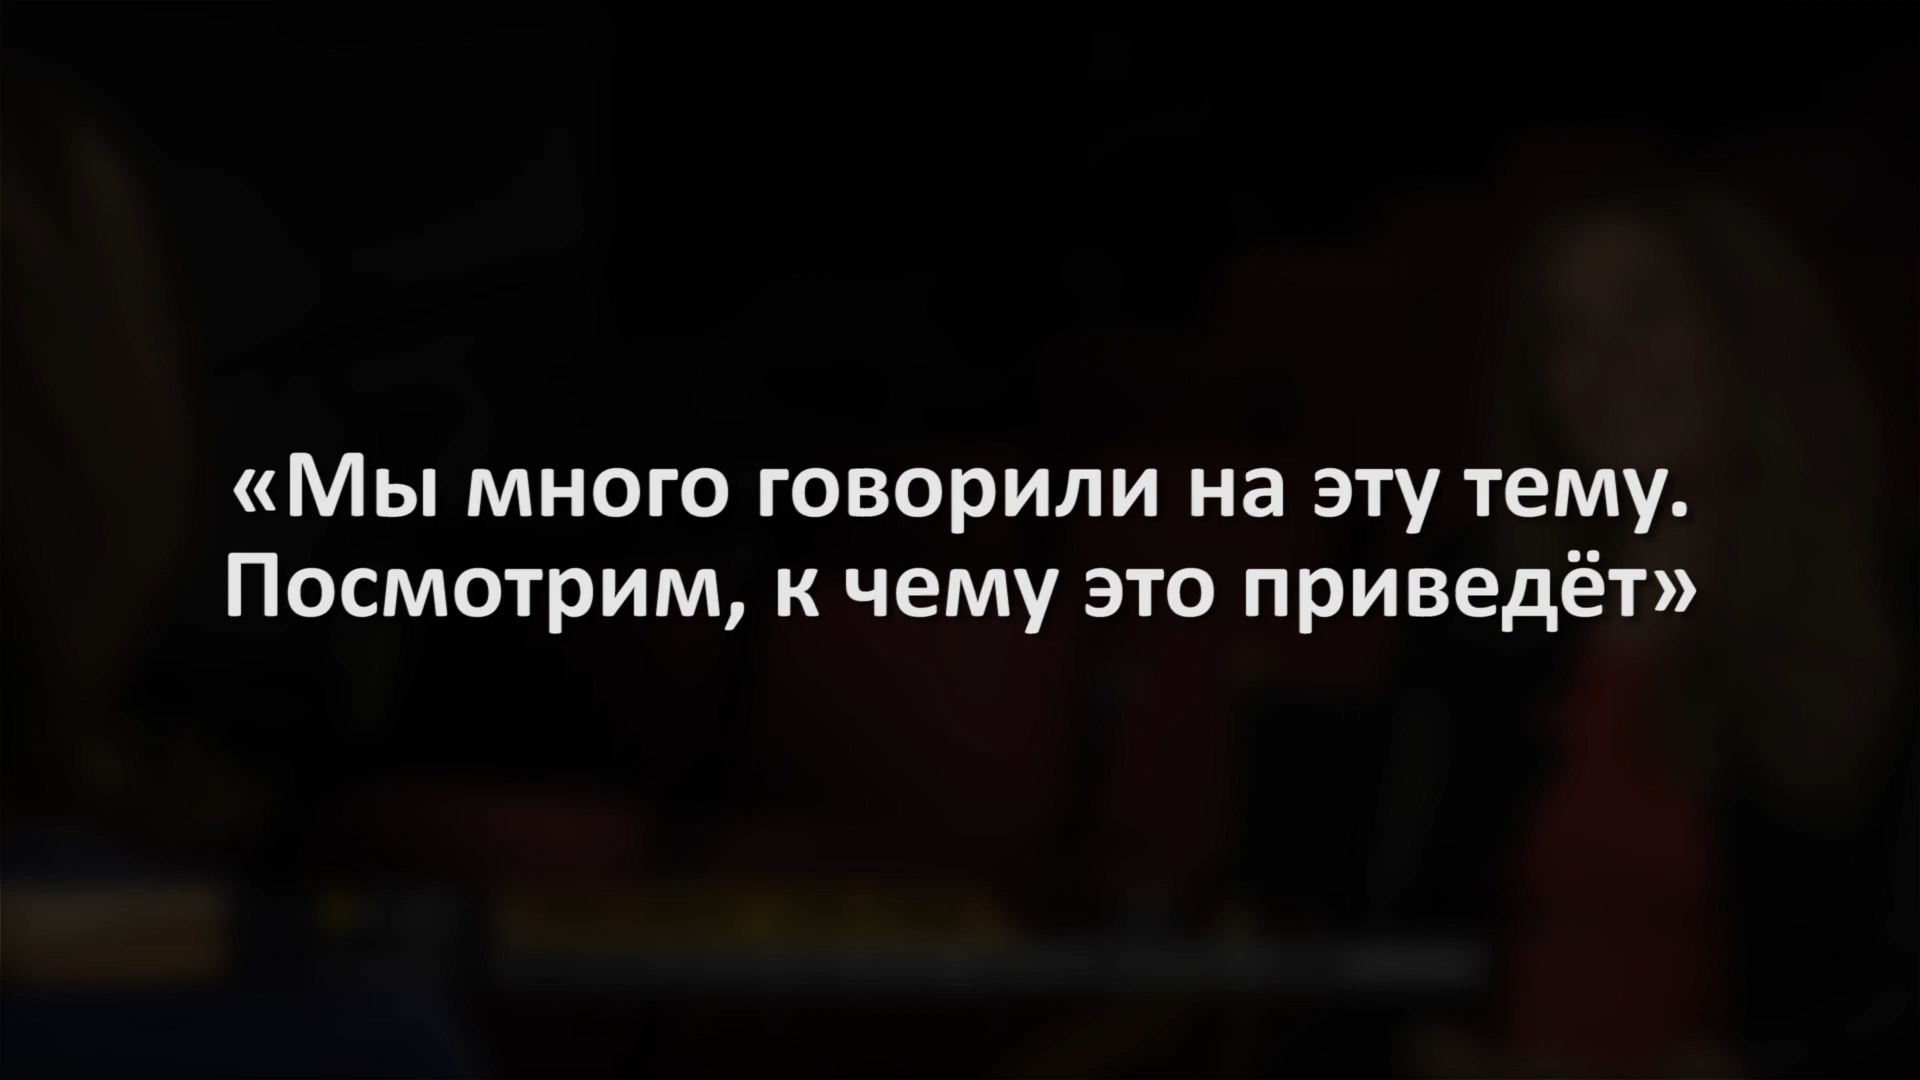 «Мы много говорили на эту тему.
Посмотрим, к чему это приведёт»